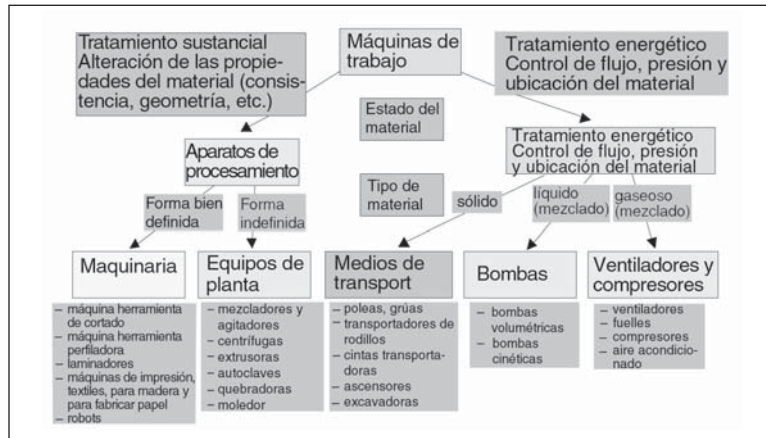 Tratamiento sustancial
Alteración de las propie-
dades del material (consis-
tencia, geometría, etc.)
Máquinas de
trabajo
Tratamiento energético
Control de flujo, presión y
ubicación del material
Estado del
material
Aparatos de
procesamiento
Tratamiento energético
Control de flujo, presión
y ubicación del material
Tipo de
material
Forma bien
definida
Forma
indefinida
sólido
líquido
(mezclado)
gaseoso
(mezclado)
Maquinaria
– máquina herramienta
de cortado
– máquina herramienta
perfiladora
– laminadores
– máquinas de impresión,
textiles, para madera y
para fabricar papel
– robots
Equipos de
planta
– mezcladores y
agitadores
– centrífugas
– extrusoras
– autoclaves
– quebradoras
– moledor
Medios de
transport
– poleas, grúas
– transportadores de
rodillos
– cintas transporta-
doras
– ascensores
– excavadoras
Bombas
– bombas
volumétricas
– bombas
cinéticas
Ventiladores y
compresores
– ventiladores
– fuelles
– compresores
– aire acondicio-
nado